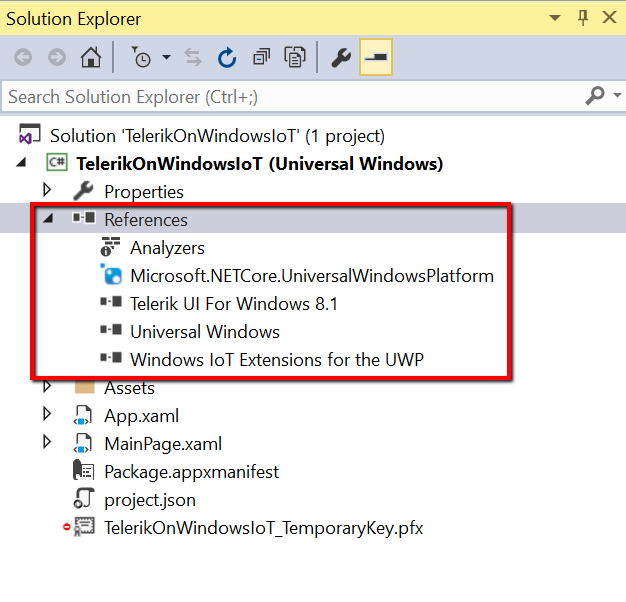 Solution Explorer
Search Solution Explorer (Ctrl+;)
Solution 'TelerikOnWindowsIoT' (1 project)
C# TelerikOnWindowsIoT (Universal Windows)
Properties
References
Analyzers
Microsoft.NETCore.UniversalWindowsPlatform
Telerik UI For Windows 8.1
Universal Windows
Windows IoT Extensions for the UWP
Assets
App.xaml
MainPage.xaml
Package.appxmanifest
project.json
TelerikOnWindowsIoT_TemporaryKey.pfx